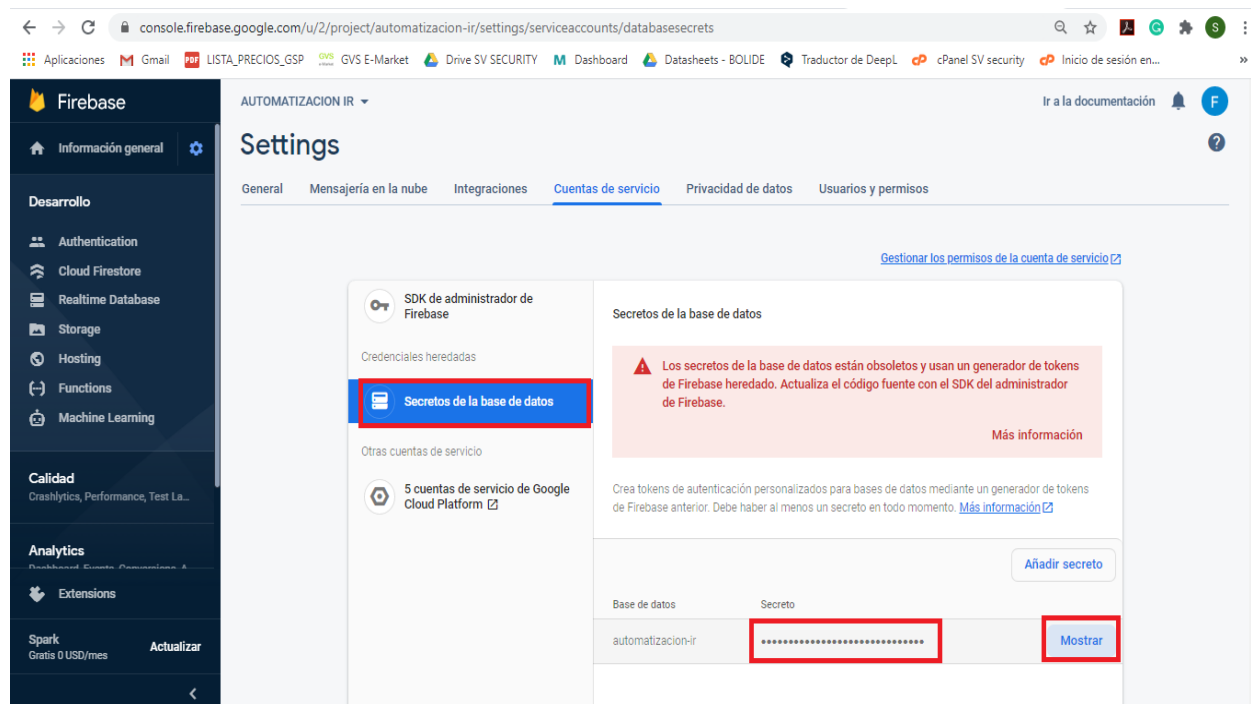 console.firebase.google.com/u/2/project/automatizacion-ir/settings/serviceaccounts/databasesecrets
S
Aplicaciones
Gmail
LISTA_PRECIOS_GSP
GVS E-Market
Drive SV SECURITY
Dashboard
Datasheets - BOLIDE
Traductor de DeepL
cPanel SV security
Inicio de sesión en...
»
Firebase
AUTOMATIZACION IR
Ir a la documentación
F
Información general
Settings
General
Mensajería en la nube
Integraciones
Cuentas de servicio
Privacidad de datos
Usuarios y permisos
Desarrollo
Authentication
Cloud Firestore
Realtime Database
Storage
Hosting
Functions
Machine Learning
Calidad
Crashlytics, Performance, Test La...
Analytics
Dashboard, Events, Conversions, A...
Extensions
Spark
Gratis 0 USD/mes
Actualizar
Gestionar los permisos de la cuenta de servicio
SDK de administrador de
Firebase
Credenciales heredadas
Secretos de la base de datos
Otras cuentas de servicio
5 cuentas de servicio de Google
Cloud Platform
Secretos de la base de datos
Los secretos de la base de datos están obsoletos y usan un generador de tokens
de Firebase heredado. Actualiza el código fuente con el SDK del administrador
de Firebase.
Más información
Crea tokens de autenticación personalizados para bases de datos mediante un generador de tokens
de Firebase anterior. Debe haber al menos un secreto en todo momento. Más información
Añadir secreto
Base de datos
Secreto
automatizacion-ir
••••••••••••••••••••••••••••••
Mostrar